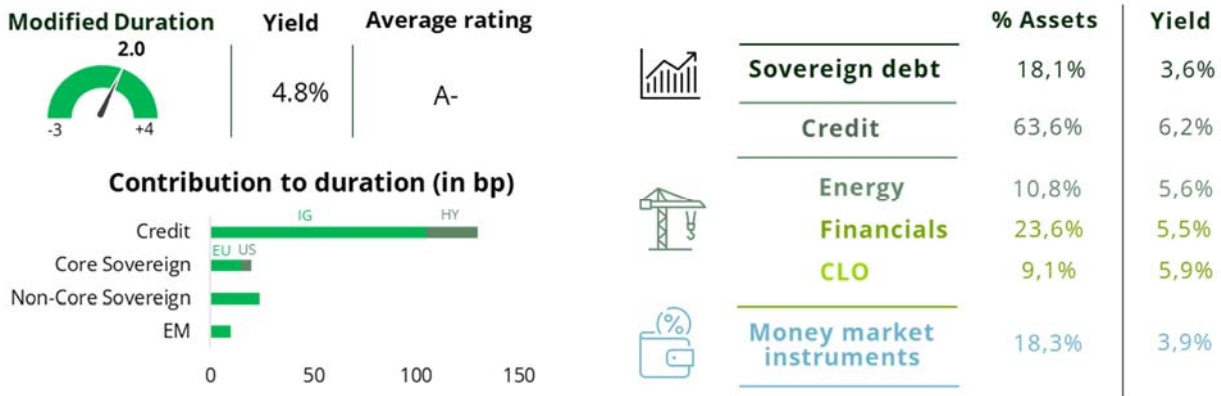 Modified Duration
2.0
-3
+4
Yield
4.8%
Average rating
A-
Contribution to duration (in bp)
IG
HY
Credit
EU US
Core Sovereign
Non-Core Sovereign
EM
0 50 100 150
% Assets Yield
Sovereign debt 18,1% 3,6%
Credit 63,6% 6,2%
Energy 10,8% 5,6%
Financials 23,6% 5,5%
CLO 9,1% 5,9%
%
Money market
instruments
18,3% 3,9%